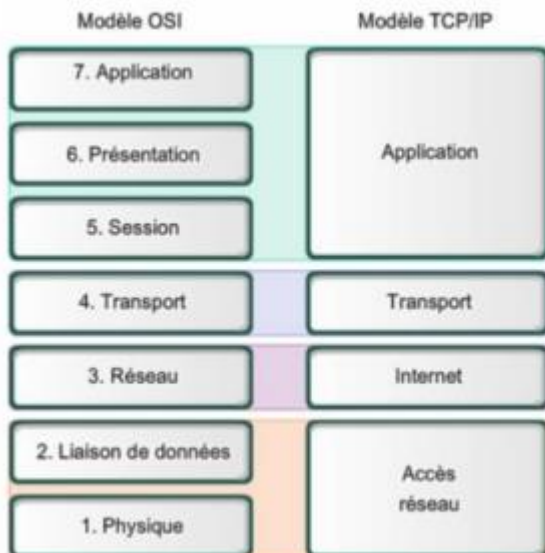 Modèle OSI
Modèle TCP/IP
7. Application
6. Présentation
5. Session
4. Transport
3. Réseau
2. Liaison de données
1. Physique
Application
Transport
Internet
Accès
réseau